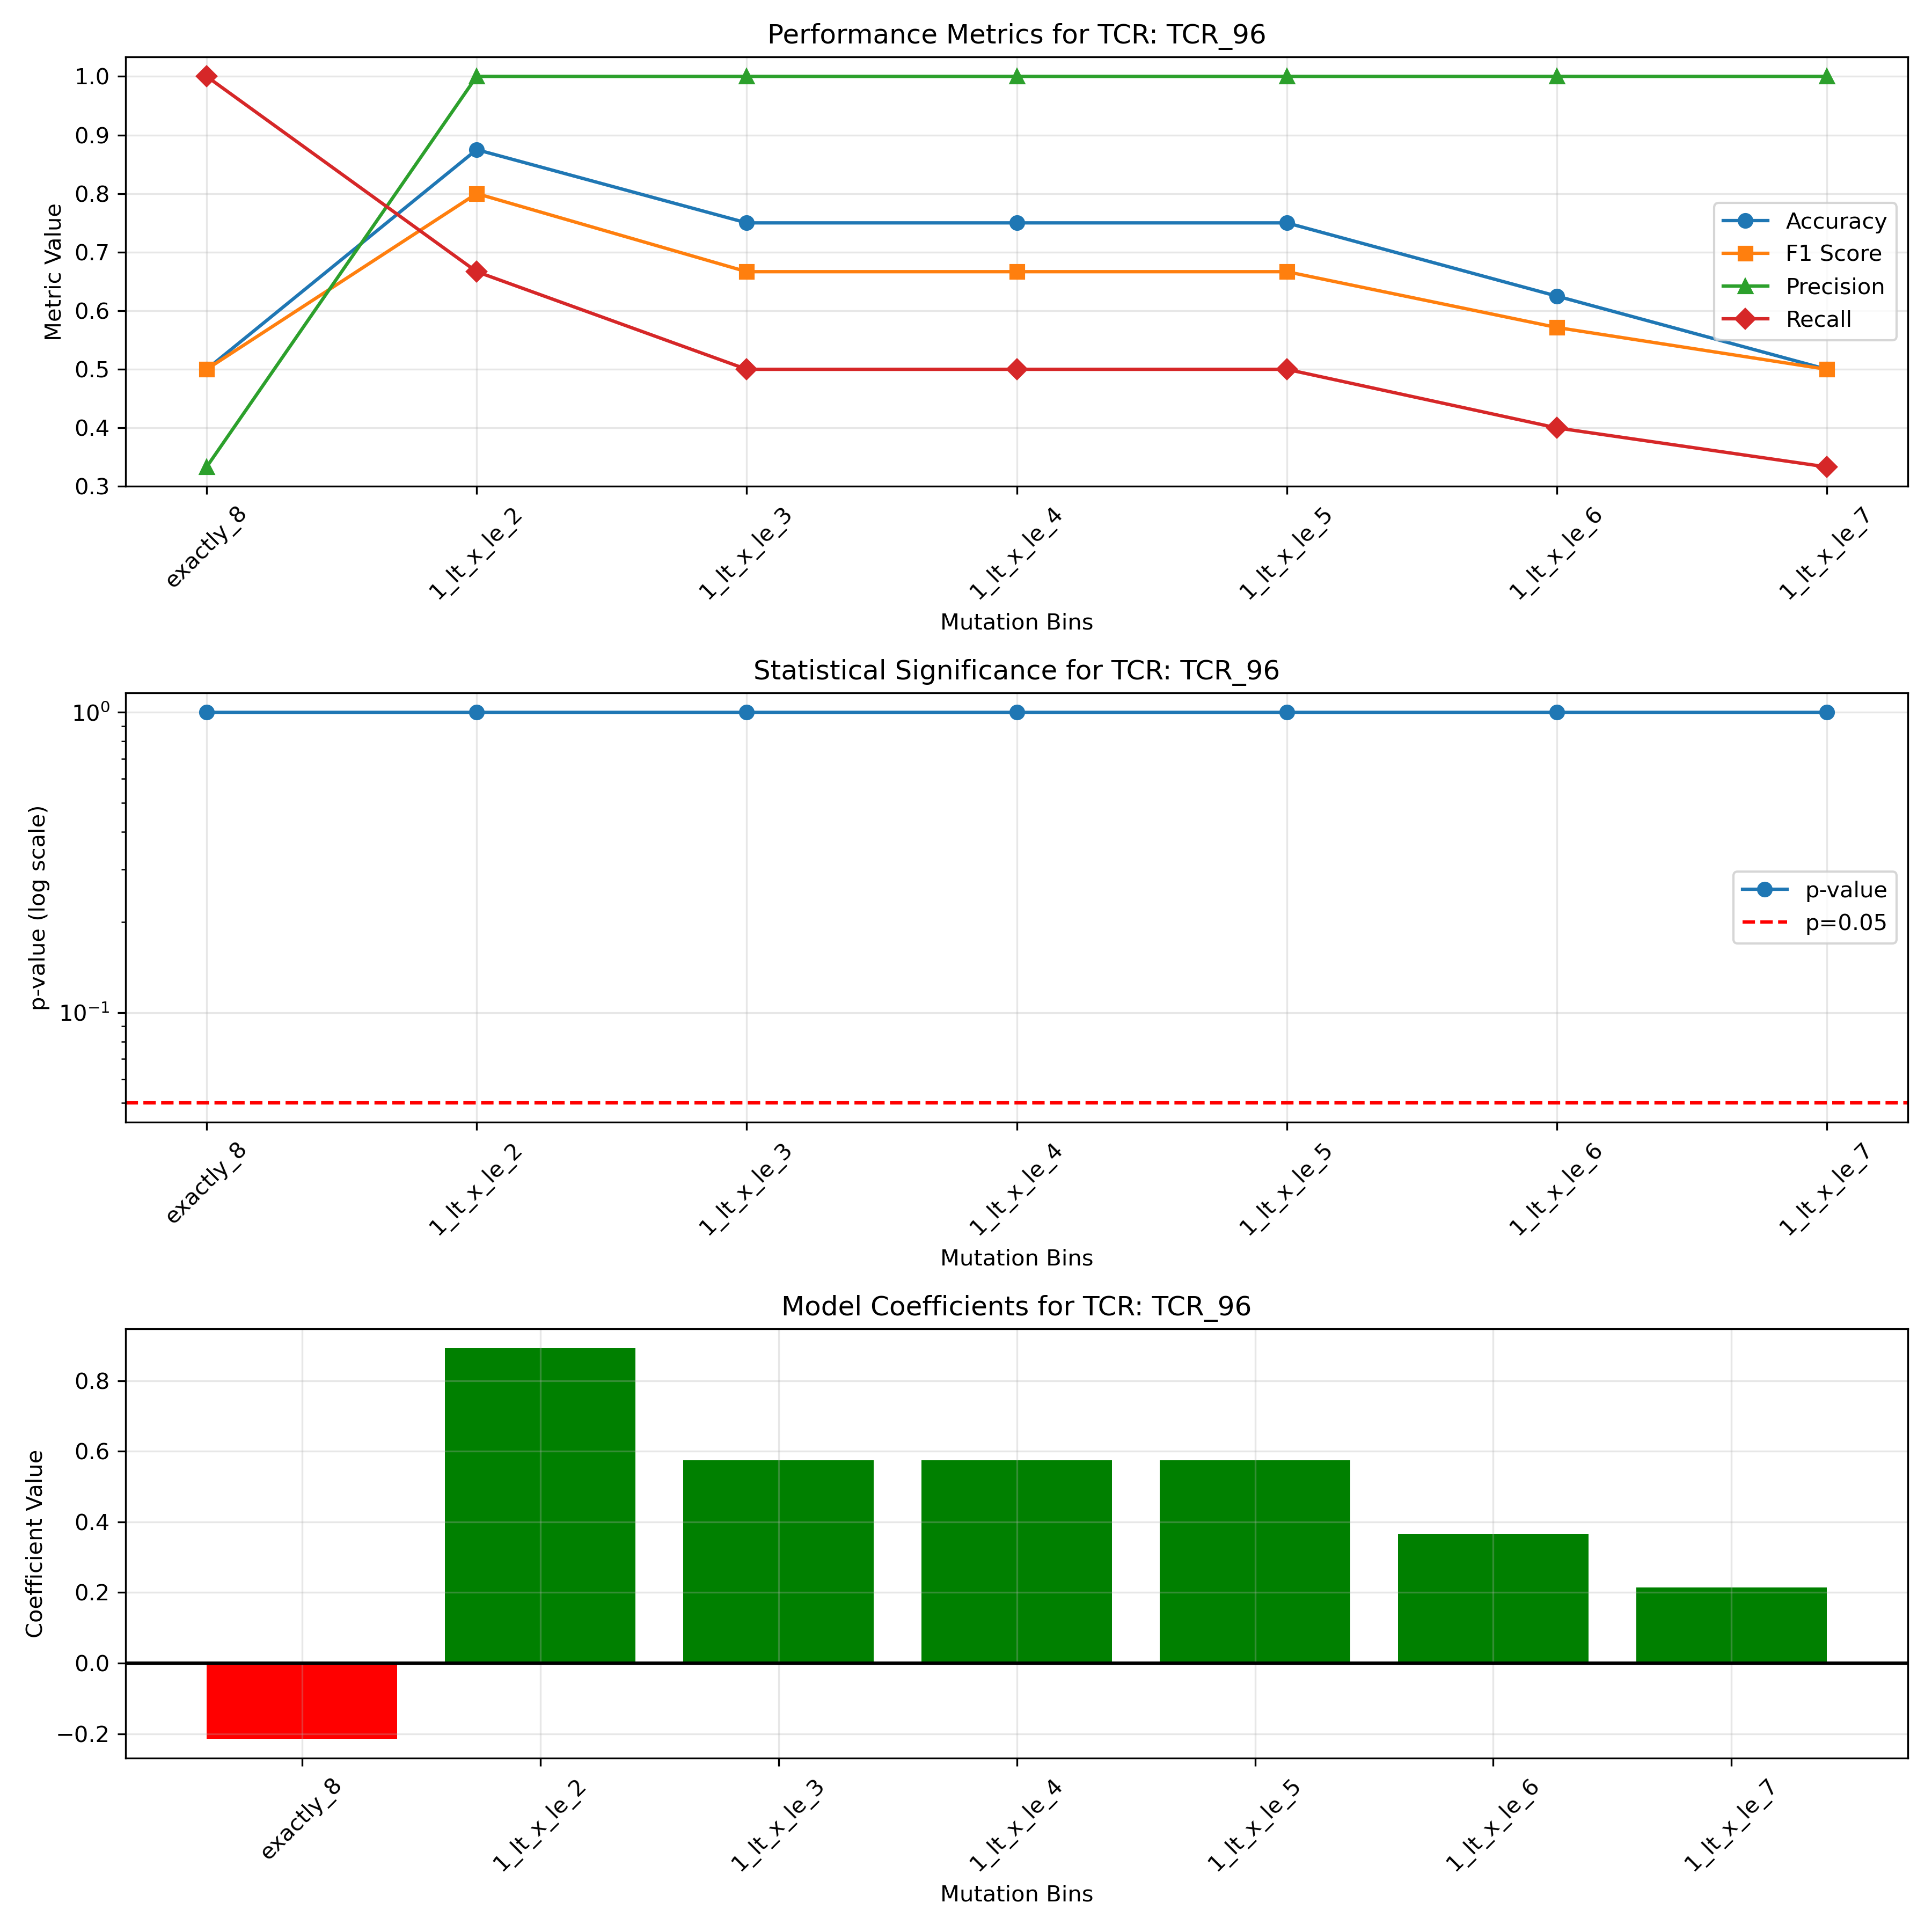 Performance Metrics for TCR: TCR_96
Metric Value
1.0
0.9
0.8
0.7
0.6
0.5
0.4
0.3
Accuracy
F1 Score
Precision
Recall
exactly_8
1_lt_x_le_2
1_lt_x_le_3
1_lt_x_le_4
1_lt_x_le_5
1_lt_x_le_6
1_lt_x_le_7
Mutation Bins
Statistical Significance for TCR: TCR_96
p-value (log scale)
10⁰
10⁻¹
p-value
p=0.05
exactly_8
1_lt_x_le_2
1_lt_x_le_3
1_lt_x_le_4
1_lt_x_le_5
1_lt_x_le_6
1_lt_x_le_7
Mutation Bins
Model Coefficients for TCR: TCR_96
Coefficient Value
0.8
0.6
0.4
0.2
0.0
−0.2
exactly_8
1_lt_x_le_2
1_lt_x_le_3
1_lt_x_le_4
1_lt_x_le_5
1_lt_x_le_6
1_lt_x_le_7
Mutation Bins